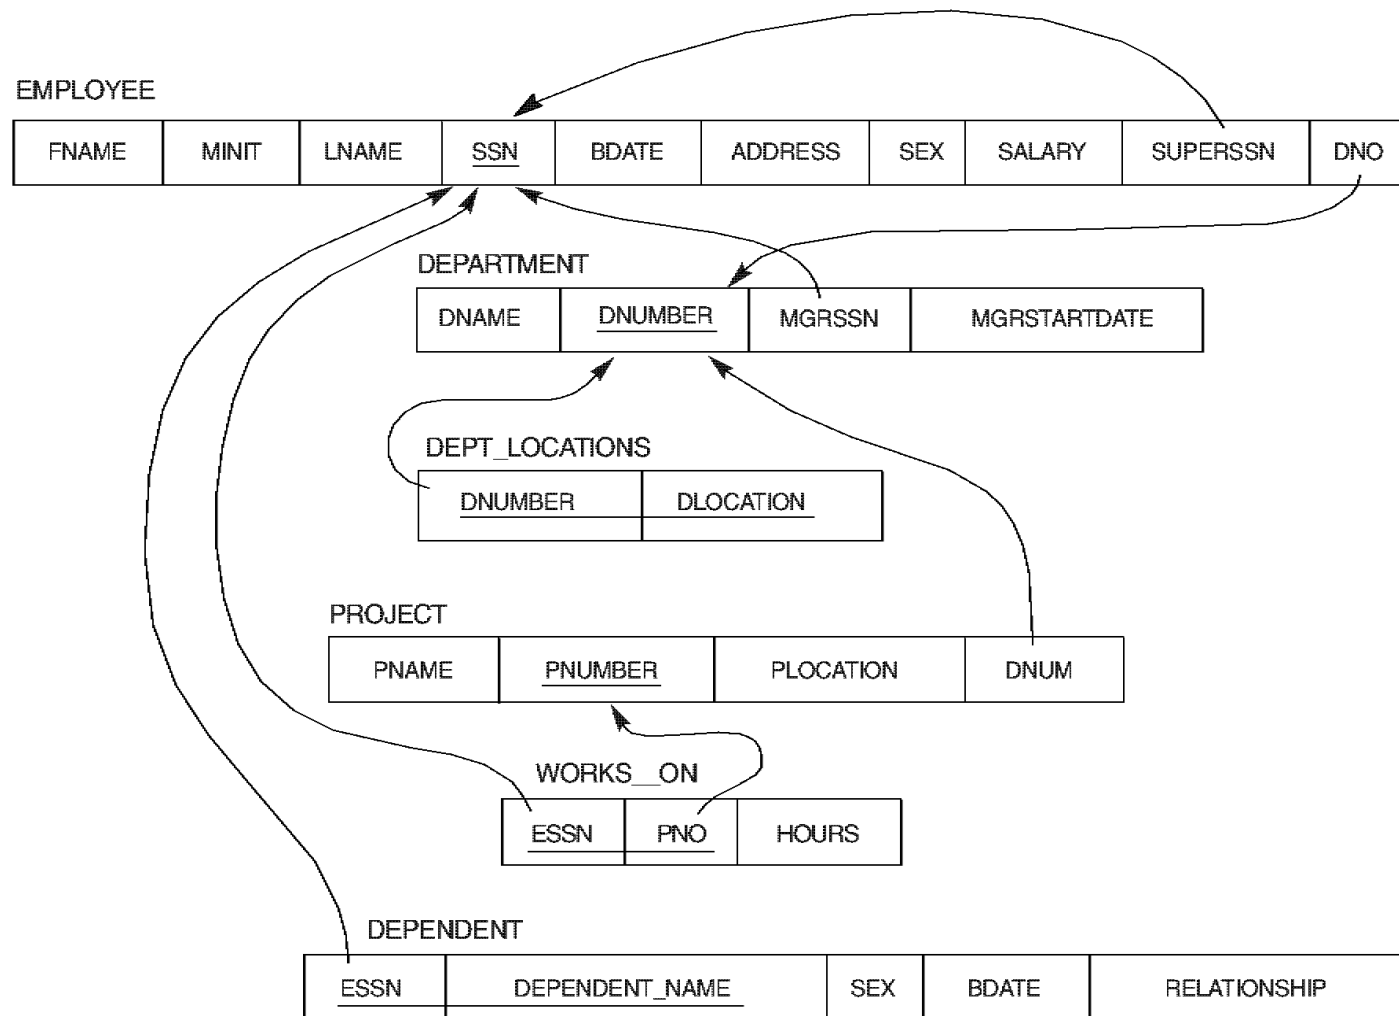 EMPLOYEE
FNAME MINIT LNAME SSN BDATE ADDRESS SEX SALARY SUPERSSN DNO
DEPARTMENT
DNAME DNUMBER MGRSSN MGRSTARTDATE
DEPT_LOCATIONS
DNUMBER DLOCATION
PROJECT
PNAME PNUMBER PLOCATION DNUM
WORKS__ON
ESSN PNO HOURS
DEPENDENT
ESSN DEPENDENT_NAME SEX BDATE RELATIONSHIP